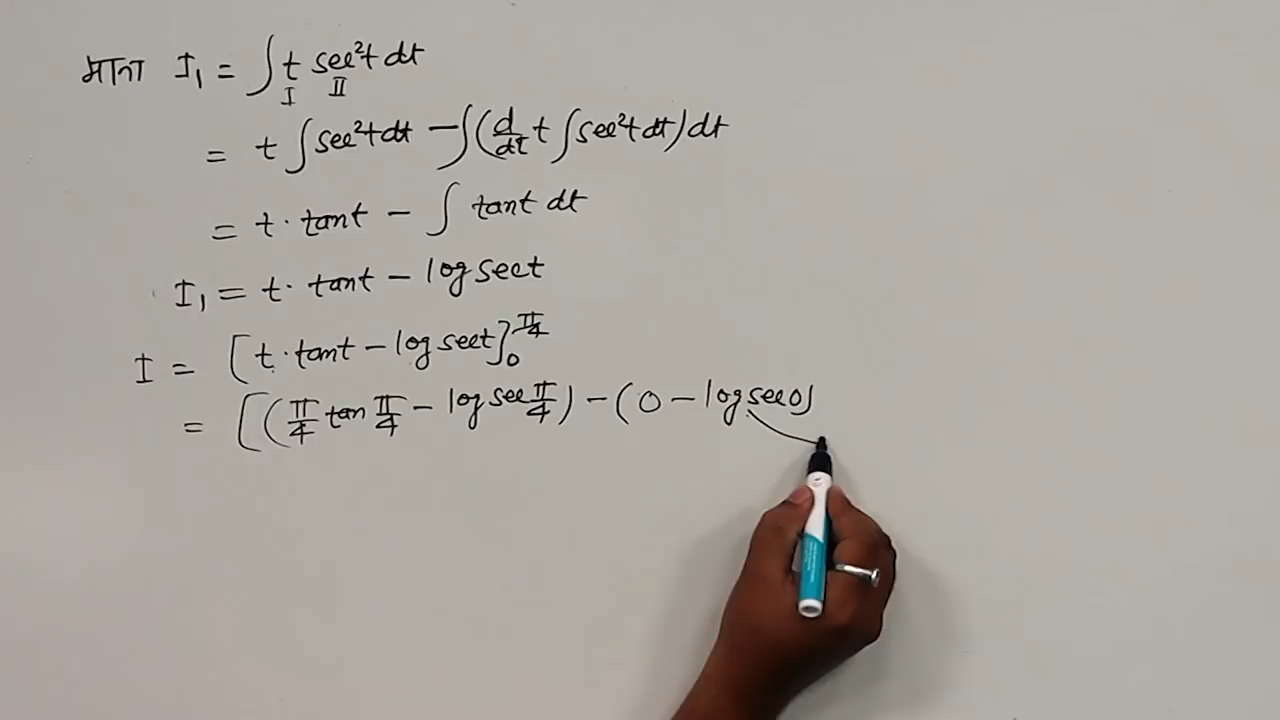 माना I₁ = ∫ t sec²t dt
I II
= t ∫ sec²t dt − ∫ (d/dt t ∫ sec²t dt) dt
= t · tan t − ∫ tan t dt
I₁ = t · tan t − log sec t
I = [t · tan t − log sec t]₀^π/4
= [(π/4 tan π/4 − log sec π/4) − (0 − log sec 0)